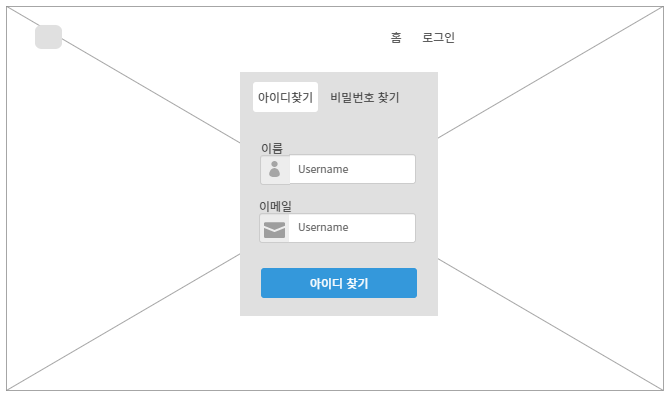 홈 로그인
아이디찾기 비밀번호 찾기
이름
Username
이메일
Username
아이디 찾기